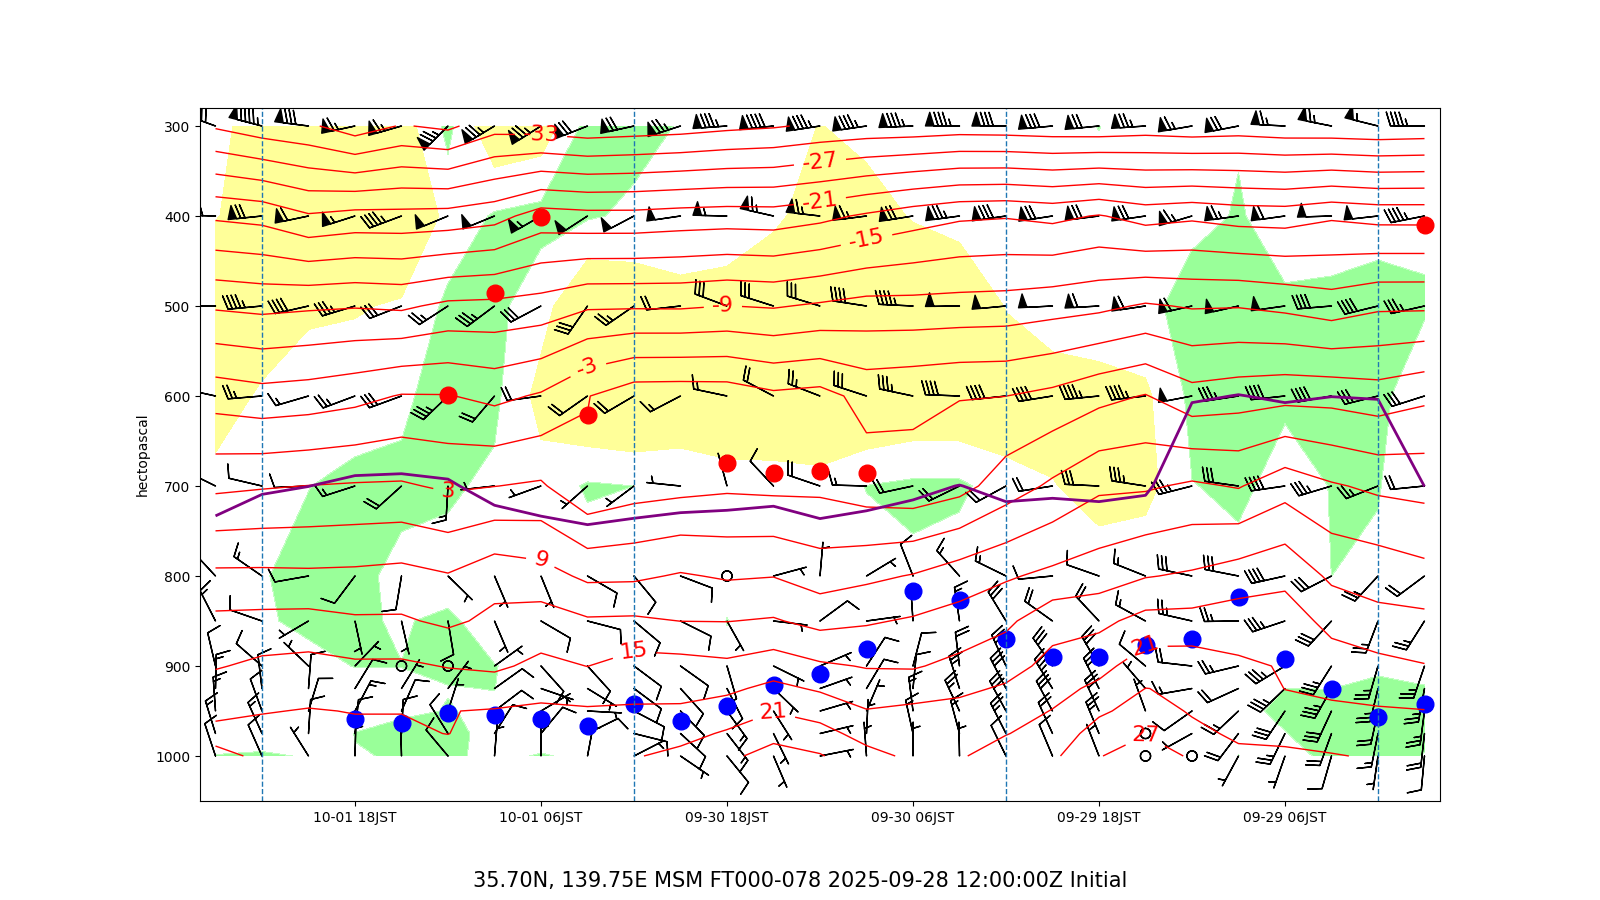 300
400
500
600
700
800
900
1000
hectopascal
33
-27
-21
-15
-9
-3
3
9
15
21
21
27
10-01 18JST
10-01 06JST
09-30 18JST
09-30 06JST
09-29 18JST
09-29 06JST
35.70N, 139.75E MSM FT000-078 2025-09-28 12:00:00Z Initial